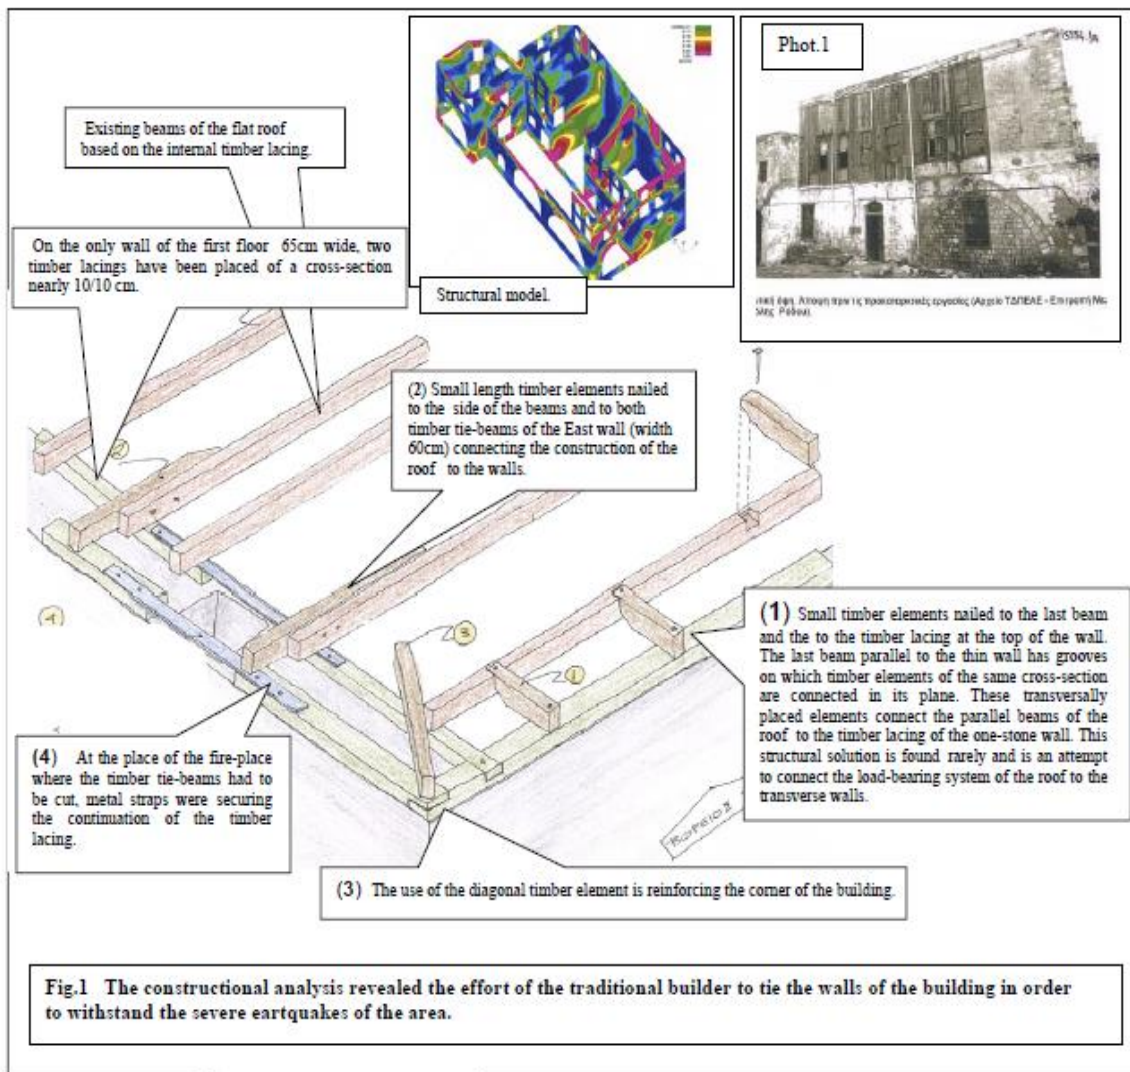 Phot.1
Existing beams of the flat roof
based on the internal timber lacing.
On the only wall of the first floor 65cm wide, two
timber lacings have been placed of a cross-section
nearly 10/10 cm.
Structural model.
όψη. Άποψη πριν τις προκαταρκτικές εργασίες (Αρχείο ΤΔΠΕΑΕ - Επιτροπή
Ρόδου).
(2) Small length timber elements nailed
to the side of the beams and to both
timber tie-beams of the East wall (width
60cm) connecting the construction of the
roof to the walls.
(1) Small timber elements nailed to the last beam
and the to the timber lacing at the top of the wall.
The last beam parallel to the thin wall has grooves
on which timber elements of the same cross-section
are connected in its plane. These transversally
placed elements connect the parallel beams of the
roof to the timber lacing of the one-stone wall. This
structural solution is found rarely and is an attempt
to connect the load-bearing system of the roof to the
transverse walls.
(4) At the place of the fire-place
where the timber tie-beams had to
be cut, metal straps were securing
the continuation of the timber
lacing.
ΒΟΡΕΙΟΣ
(3) The use of the diagonal timber element is reinforcing the corner of the building.
Fig.1 The constructional analysis revealed the effort of the traditional builder to tie the walls of the building in order
to withstand the severe eartquakes of the area.